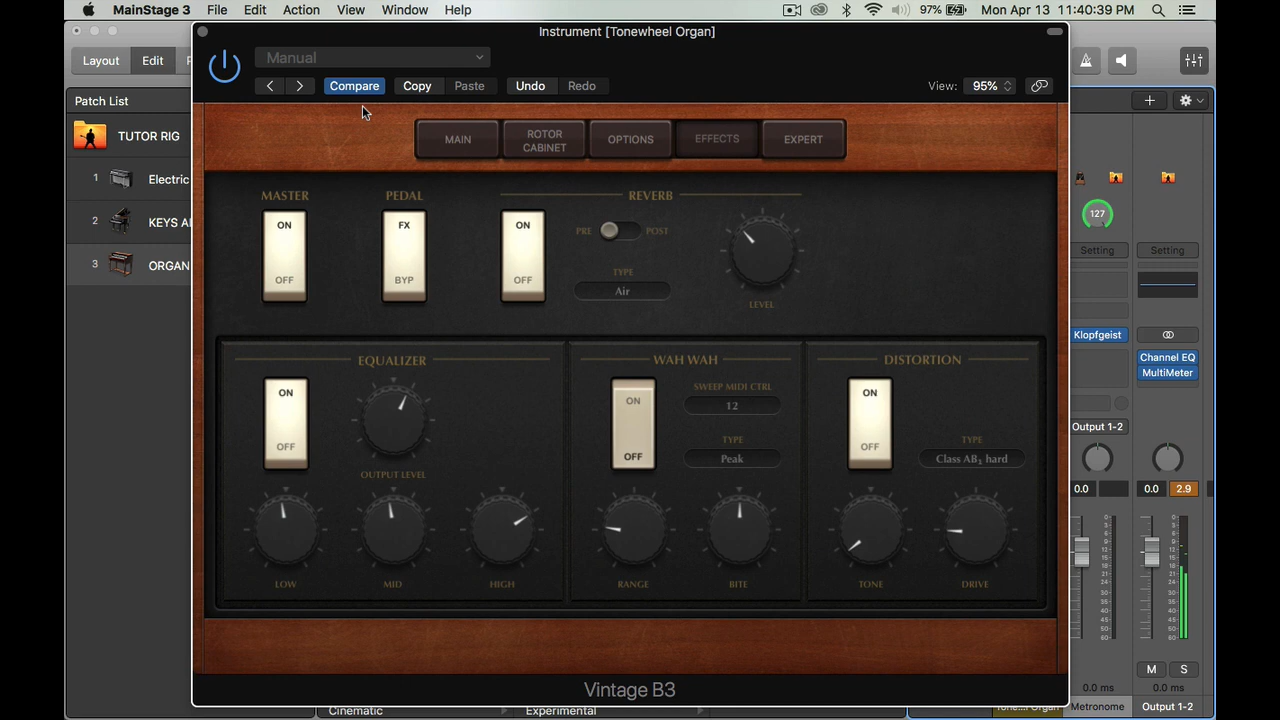 MainStage 3 File Edit Action View Window Help 97% Mon Apr 13 11:40:39 PM
Instrument [Tonewheel Organ]
Layout Edit
Manual
Compare Copy Paste Undo Redo View: 95%
Patch List
MAIN ROTOR CABINET OPTIONS EFFECTS EXPERT
TUTOR RIG
1 Electric
2 KEYS
3 ORGAN
MASTER PEDAL REVERB
ON FX ON PRE POST
OFF BYP OFF TYPE
Air
LEVEL
127
Setting Setting
Klopfgeist
Channel EQ
MultiMeter
EQUALIZER WAH WAH DISTORTION
ON ON SWEEP MIDI CTRL ON
12
OFF OFF TYPE OFF TYPE
Peak Class AB1 hard
OUTPUT LEVEL
LOW MID HIGH RANGE BITE TONE DRIVE
Output 1-2
0.0 0.0 2.9
M S
0.0 ms 0.0 ms
Vintage B3
Cinematic Experimental Metronome Output 1-2